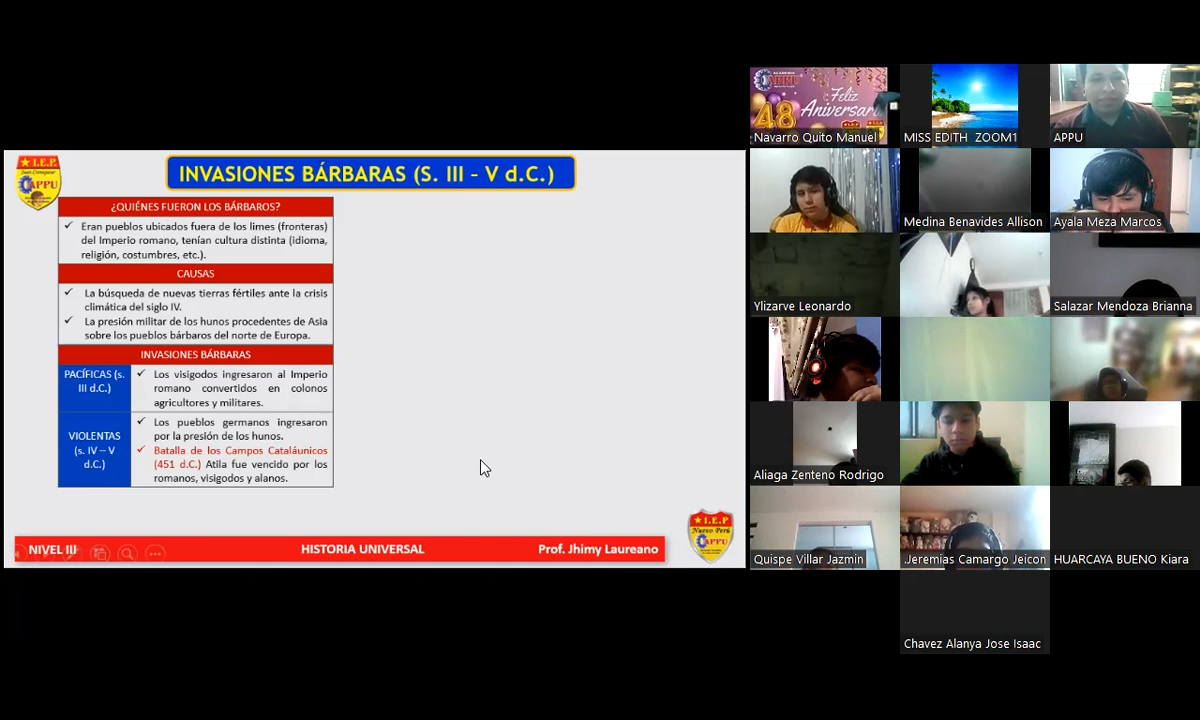 INVASIONES BÁRBARAS (S. III - V d.C.)
I.E.P.
APPU
¿QUIÉNES FUERON LOS BÁRBAROS?
✓ Eran pueblos ubicados fuera de los limes (fronteras)
del Imperio romano, tenían cultura distinta (idioma,
religión, costumbres, etc.).
CAUSAS
✓ La búsqueda de nuevas tierras fértiles ante la crisis
climática del siglo IV.
✓ La presión militar de los hunos procedentes de Asia
sobre los pueblos bárbaros del norte de Europa.
INVASIONES BÁRBARAS
PACÍFICAS (s.
III d.C.)
✓ Los visigodos ingresaron al Imperio
romano convertidos en colonos
agricultores y militares.
VIOLENTAS
(s. IV – V
d.C.)
✓ Los pueblos germanos ingresaron
por la presión de los hunos.
✓ Batalla de los Campos Cataláunicos
(451 d.C.) Atila fue vencido por los
romanos, visigodos y alanos.
I.E.P
Nuevo Perú
APPU
NIVEL III
HISTORIA UNIVERSAL
Prof. Jhimy Laureano
APPU
Feliz
48 Aniversari
Navarro Quito Manuel
MISS EDITH ZOOM1
APPU
Medina Benavides Allison
Ayala Meza Marcos
Ylizarve Leonardo
Salazar Mendoza Brianna
Aliaga Zenteno Rodrigo
Quispe Villar Jazmin
Jeremias Camargo Jeicon
HUARCAYA BUENO Kiara
Chavez Alanya Jose Isaac